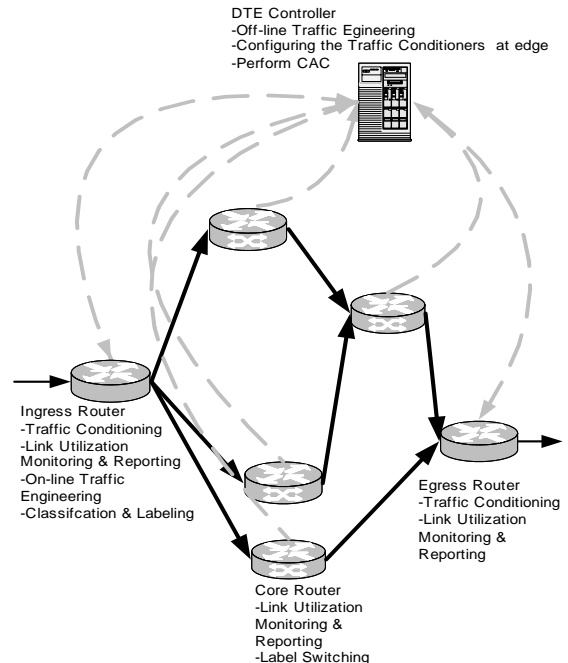 DTE Controller
-Off-line Traffic Egineering
-Configuring the Traffic Conditioners at edge
-Perform CAC
Ingress Router
-Traffic Conditioning
-Link Utilization
Monitoring & Reporting
-On-line Traffic
Engineering
-Classifcation & Labeling
Egress Router
-Traffic Conditioning
-Link Utilization
Monitoring &
Reporting
Core Router
-Link Utilization
Monitoring &
Reporting
-Label Switching